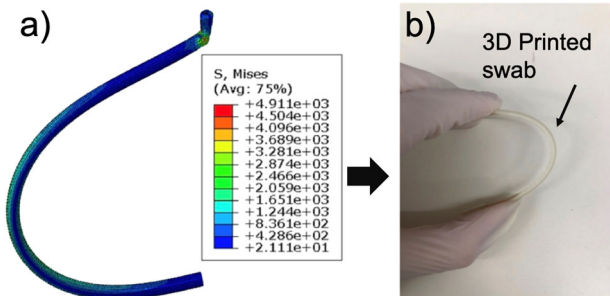 a)
S, Mises
(Avg: 75%)
+4.911e+03
+4.504e+03
+4.096e+03
+3.689e+03
+3.281e+03
+2.874e+03
+2.466e+03
+2.059e+03
+1.651e+03
+1.244e+03
+8.361e+02
+4.286e+02
+2.111e+01
b)
3D Printed
swab